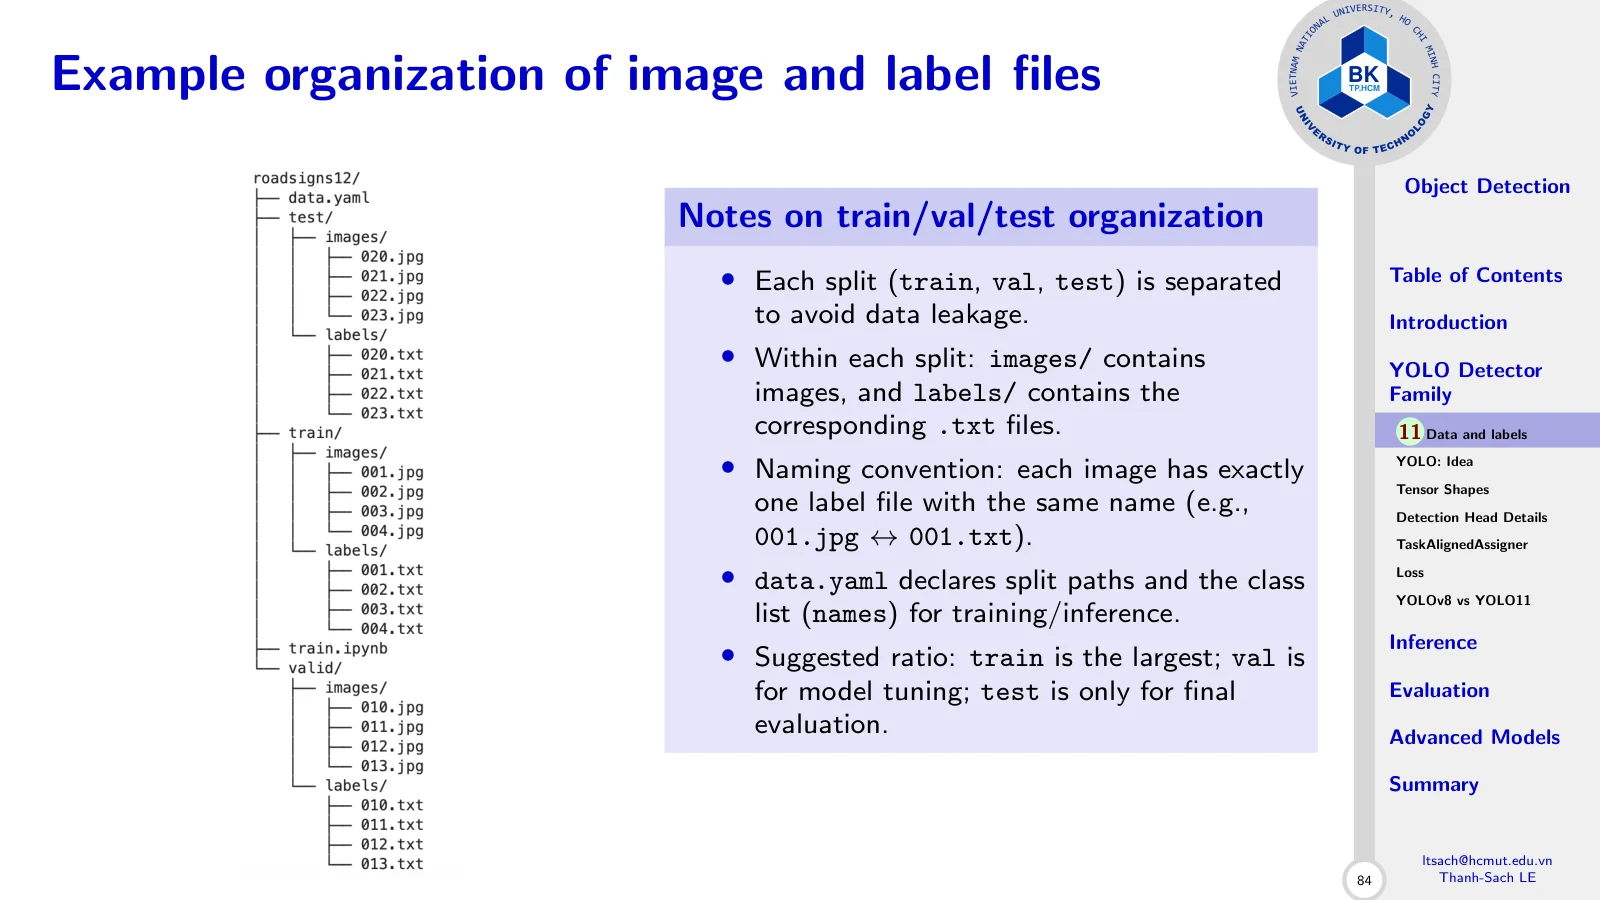 Example organization of image and label files
roadsigns12/
├── data.yaml
├── test/
│   ├── images/
│   │   ├── 020.jpg
│   │   ├── 021.jpg
│   │   ├── 022.jpg
│   │   └── 023.jpg
│   └── labels/
│       ├── 020.txt
│       ├── 021.txt
│       ├── 022.txt
│       └── 023.txt
├── train/
│   ├── images/
│   │   ├── 001.jpg
│   │   ├── 002.jpg
│   │   ├── 003.jpg
│   │   └── 004.jpg
│   └── labels/
│       ├── 001.txt
│       ├── 002.txt
│       ├── 003.txt
│       └── 004.txt
├── train.ipynb
└── valid/
    ├── images/
    │   ├── 010.jpg
    │   ├── 011.jpg
    │   ├── 012.jpg
    │   └── 013.jpg
    └── labels/
        ├── 010.txt
        ├── 011.txt
        ├── 012.txt
        └── 013.txt
Notes on train/val/test organization
• Each split (train, val, test) is separated
to avoid data leakage.
• Within each split: images/ contains
images, and labels/ contains the
corresponding .txt files.
• Naming convention: each image has exactly
one label file with the same name (e.g.,
001.jpg ↔ 001.txt).
• data.yaml declares split paths and the class
list (names) for training/inference.
• Suggested ratio: train is the largest; val is
for model tuning; test is only for final
evaluation.
VIETNAM NATIONAL UNIVERSITY, HO CHI MINH CITY
BK
TP.HCM
UNIVERSITY OF TECHNOLOGY
Object Detection
Table of Contents
Introduction
YOLO Detector
Family
11 Data and labels
YOLO: Idea
Tensor Shapes
Detection Head Details
TaskAlignedAssigner
Loss
YOLOv8 vs YOLO11
Inference
Evaluation
Advanced Models
Summary
ltsach@hcmut.edu.vn
Thanh-Sach LE
84